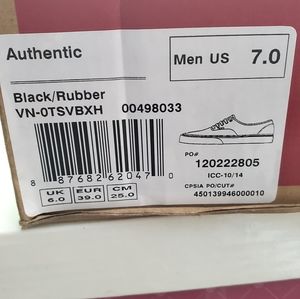 Authentic
Men US 7.0
Black/Rubber
VN-0TSVBXH 00498033
PO#
120222805
ICC-10/14
CPSIA PO/CUT#
450139946000010
8 87682 62047 0
UK EUR CM
6.0 39.0 25.0